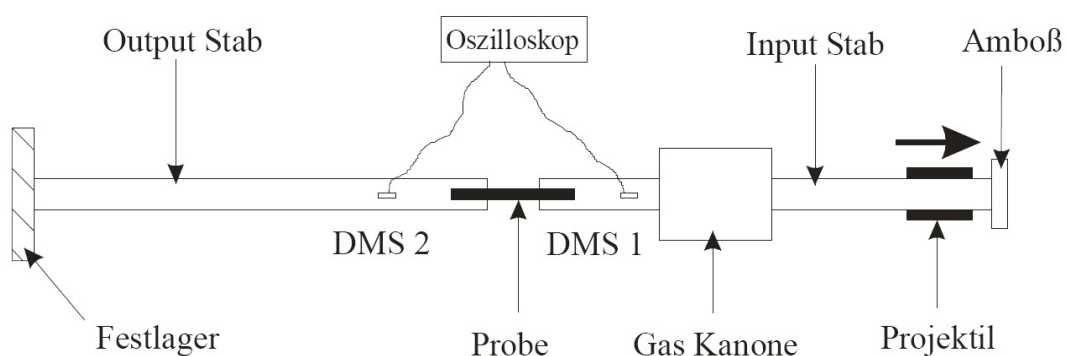 Output Stab
Oszilloskop
Input Stab
Amboß
DMS 2
DMS 1
Festlager
Probe
Gas Kanone
Projektil